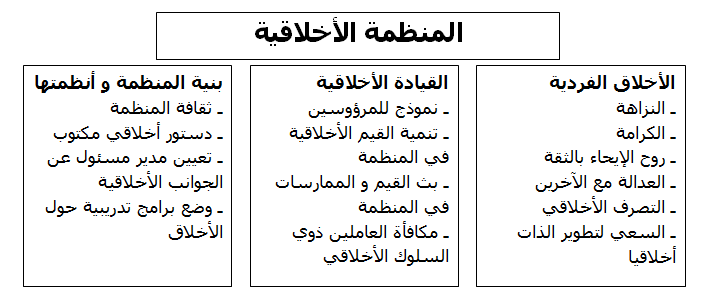 المنظمة الأخلاقية
الأخلاق الفردية
ـ النزاهة
ـ الكرامة
ـ روح الإيحاء بالثقة
ـ العدالة مع الآخرين
ـ التصرف الأخلاقي
ـ السعي لتطوير الذات
أخلاقيا
القيادة الأخلاقية
ـ نموذج للمرؤوسين
ـ تنمية القيم الأخلاقية
في المنظمة
ـ بث القيم و الممارسات
في المنظمة
ـ مكافأة العاملين ذوي
السلوك الأخلاقي
بنية المنظمة و أنظمتها
ـ ثقافة المنظمة
ـ دستور أخلاقي مكتوب
ـ تعيين مدير مسئول عن
الجوانب الأخلاقية
ـ وضع برامج تدريبية حول
الأخلاق